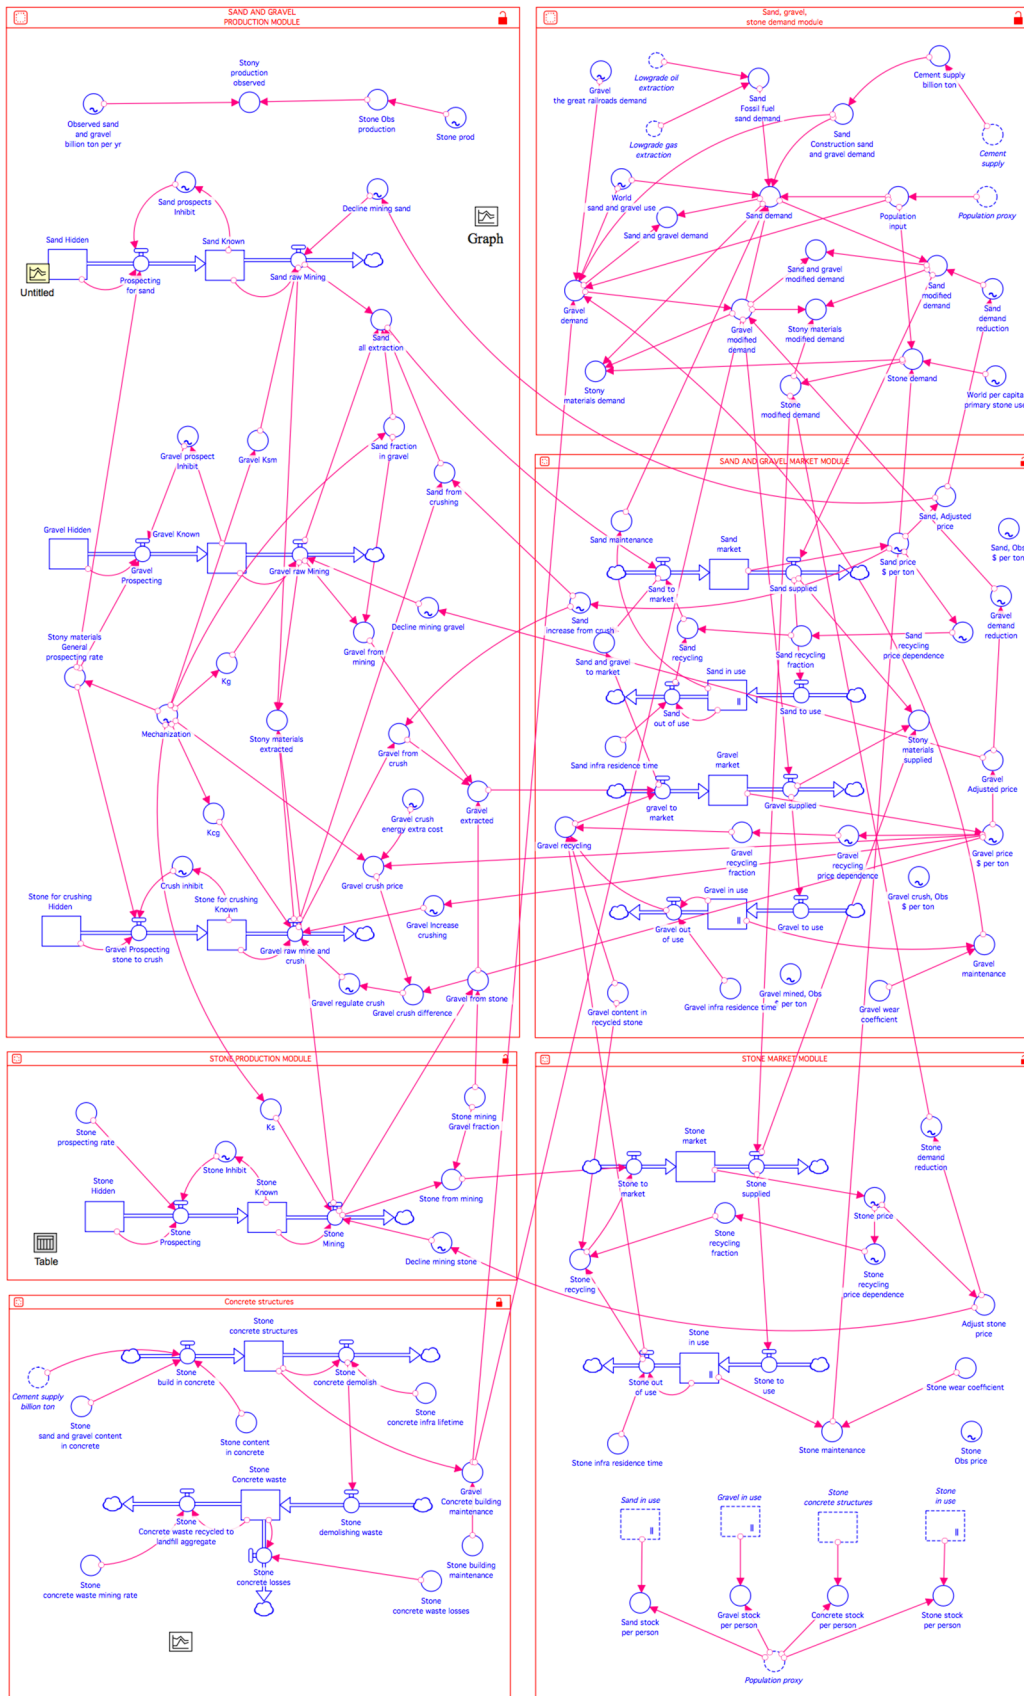 SAND AND GRAVEL
PRODUCTION MODULE
Stony
production
observed
Observed sand
and gravel
billion ton per yr
Stone Obs
production
Stone prod
Sand prospects
Inhibit
Decline mining sand
Graph
Sand Hidden
Untitled
Prospecting
for sand
Sand Known
Sand raw Mining
Sand
all extraction
Gravel prospect
Inhibit
Gravel Ksm
Sand fraction
in gravel
Sand from
crushing
Gravel Hidden
Gravel Known
Gravel
Prospecting
Gravel raw Mining
Stony materials
General
prospecting rate
Kg
Gravel from
mining
Decline mining gravel
Mechanization
Stony materials
extracted
Gravel from
crush
Gravel
extracted
Kcg
Gravel crush
energy extra cost
Crush inhibit
Gravel crush price
Stone for crushing
Hidden
Stone for crushing
Known
Gravel Prospecting
stone to crush
Gravel raw mine and
crush
Gravel Increase
crushing
Gravel regulate crush
Gravel crush difference
Gravel from stone
Sand, gravel,
stone demand module
Gravel
the great railroads demand
Lowgrade oil
extraction
Lowgrade gas
extraction
Sand
Fossil fuel
sand demand
Cement supply
billion ton
Sand
Construction sand
and gravel demand
Cement
supply
World
sand and gravel use
Sand and gravel demand
Sand demand
Population
input
Population proxy
Sand and gravel
modified demand
Sand
modified
demand
Sand
demand
reduction
Gravel
demand
Gravel
modified
demand
Stony materials
modified demand
Stony
materials demand
Stone
modified demand
Stone demand
World per capita
primary stone use
SAND AND GRAVEL MARKET MODULE
Sand maintenance
Sand
market
Sand to
market
Sand supplied
Sand price
$ per ton
Sand, Adjusted
price
Sand, Obs
$ per ton
Sand
increase from crush
Sand and gravel
to market
Sand
recycling
Sand recycling
fraction
Sand
recycling
price dependence
Gravel
demand
reduction
Sand in use
Sand
out of use
Sand to use
Sand infra residence time
Stony
materials
supplied
Gravel
market
gravel to
market
Gravel supplied
Gravel
Adjusted price
Gravel recycling
Gravel
recycling
fraction
Gravel
recycling
price dependence
Gravel price
$ per ton
Gravel crush, Obs
$ per ton
Gravel in use
Gravel out
of use
Gravel to use
Gravel
maintenance
Gravel content in
recycled stone
Gravel infra residence time
Gravel mined, Obs
$ per ton
Gravel wear
coefficient
STONE PRODUCTION MODULE
Stone
prospecting rate
Ks
Stone mining
Gravel fraction
Stone Inhibit
Stone
Hidden
Stone
Known
Stone
Prospecting
Stone
Mining
Stone from mining
Decline mining stone
Table
STONE MARKET MODULE
Stone
market
Stone to
market
Stone
supplied
Stone
demand
reduction
Stone price
Stone
recycling
fraction
Stone
recycling
Stone
recycling
price dependence
Adjust stone
price
Stone
in use
Stone out
of use
Stone to
use
Stone wear coefficient
Stone infra residence time
Stone maintenance
Stone
Obs price
Sand in use
Gravel in use
Stone
concrete structures
Stone
in use
Sand stock
per person
Gravel stock
per person
Concrete stock
per person
Stone stock
per person
Population proxy
Concrete structures
Stone
concrete structures
Cement supply
billion ton
Stone
build in concrete
Stone
concrete demolish
Stone
sand and gravel content
in concrete
Stone content
in concrete
Stone
concrete infra lifetime
Stone
Concrete waste
Stone
Concrete waste recycled to
landfill aggregate
Stone
demolishing waste
Gravel
Concrete building
maintenance
Stone
concrete waste mining rate
Stone
concrete losses
Stone building
maintenance
Stone
concrete waste losses